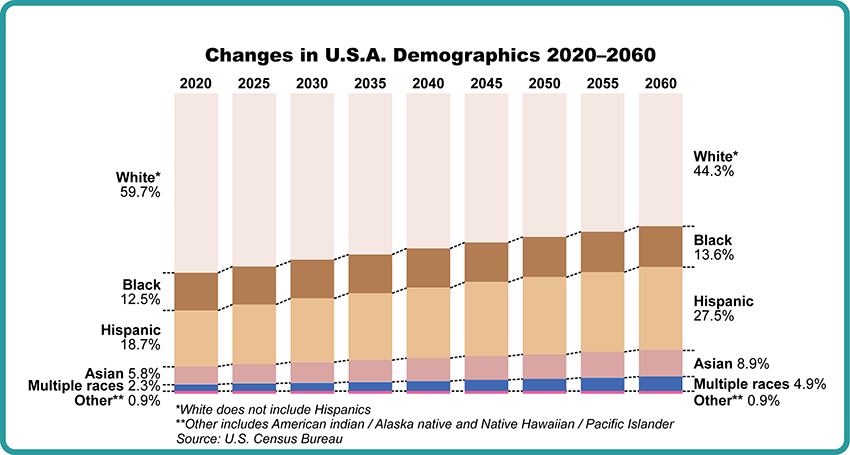 Changes in U.S.A. Demographics 2020–2060
2020 2025 2030 2035 2040 2045 2050 2055 2060
White*
59.7%
Black
12.5%
Hispanic
18.7%
Asian 5.8%
Multiple races 2.3%
Other** 0.9%
White*
44.3%
Black
13.6%
Hispanic
27.5%
Asian 8.9%
Multiple races 4.9%
Other** 0.9%
*White does not include Hispanics
**Other includes American indian / Alaska native and Native Hawaiian / Pacific Islander
Source: U.S. Census Bureau